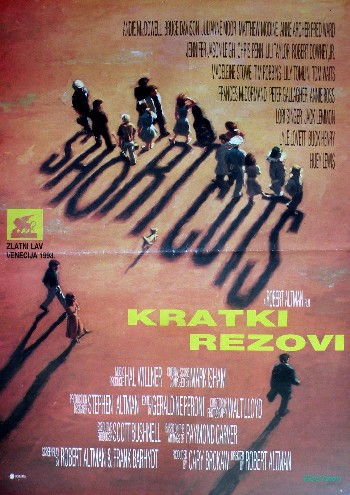 ANDIE McDOWELL, BRUCE DAVISON, JULIANNE MOOR, MATTHEW MODINE, ANNE ARCHER, FRED WARD
JENNIFER JASON LEIGH, CHRIS PENN, LILI TAYLOR, ROBERT DOWNEY, JR.
MADELEINE STOWE, TIM ROBBINS, LILY TOMLIN, TOM WAITS
FRANCES McDORMAND, PETER GALLAGHER, ANNIE ROSS
LORI SINGER, JACK LEMMON
LYLE LOVETT, BUCK HENRY
HUEY LEWIS
SHORT CUTS
ZLATNI LAV
VENECIJA 1993.
A ROBERT ALTMAN FILM
KRATKI
REZOVI
HAL WILLNER MARK ISHAM
STEPHEN ALTMAN GERALDINE PERONI WALT LLOYD
SCOTT BUSHNELL RAYMOND CARVER
ROBERT ALTMAN & FRANK BARHYDT CARY BROKAW ROBERT ALTMAN